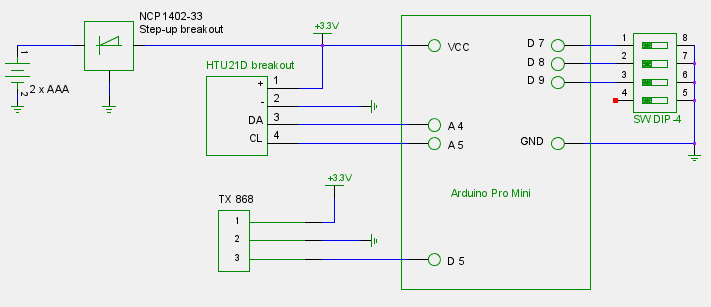 NCP1402-33
Step-up breakout
+3.3V
1
2
2 x AAA
HTU21D breakout
+ 1
- 2
DA 3
CL 4
VCC
A 4
A 5
D 7
D 8
D 9
GND
Arduino Pro Mini
D 5
1 8
2 7
3 6
4 5
SW DIP-4
+3.3V
TX 868
1
2
3